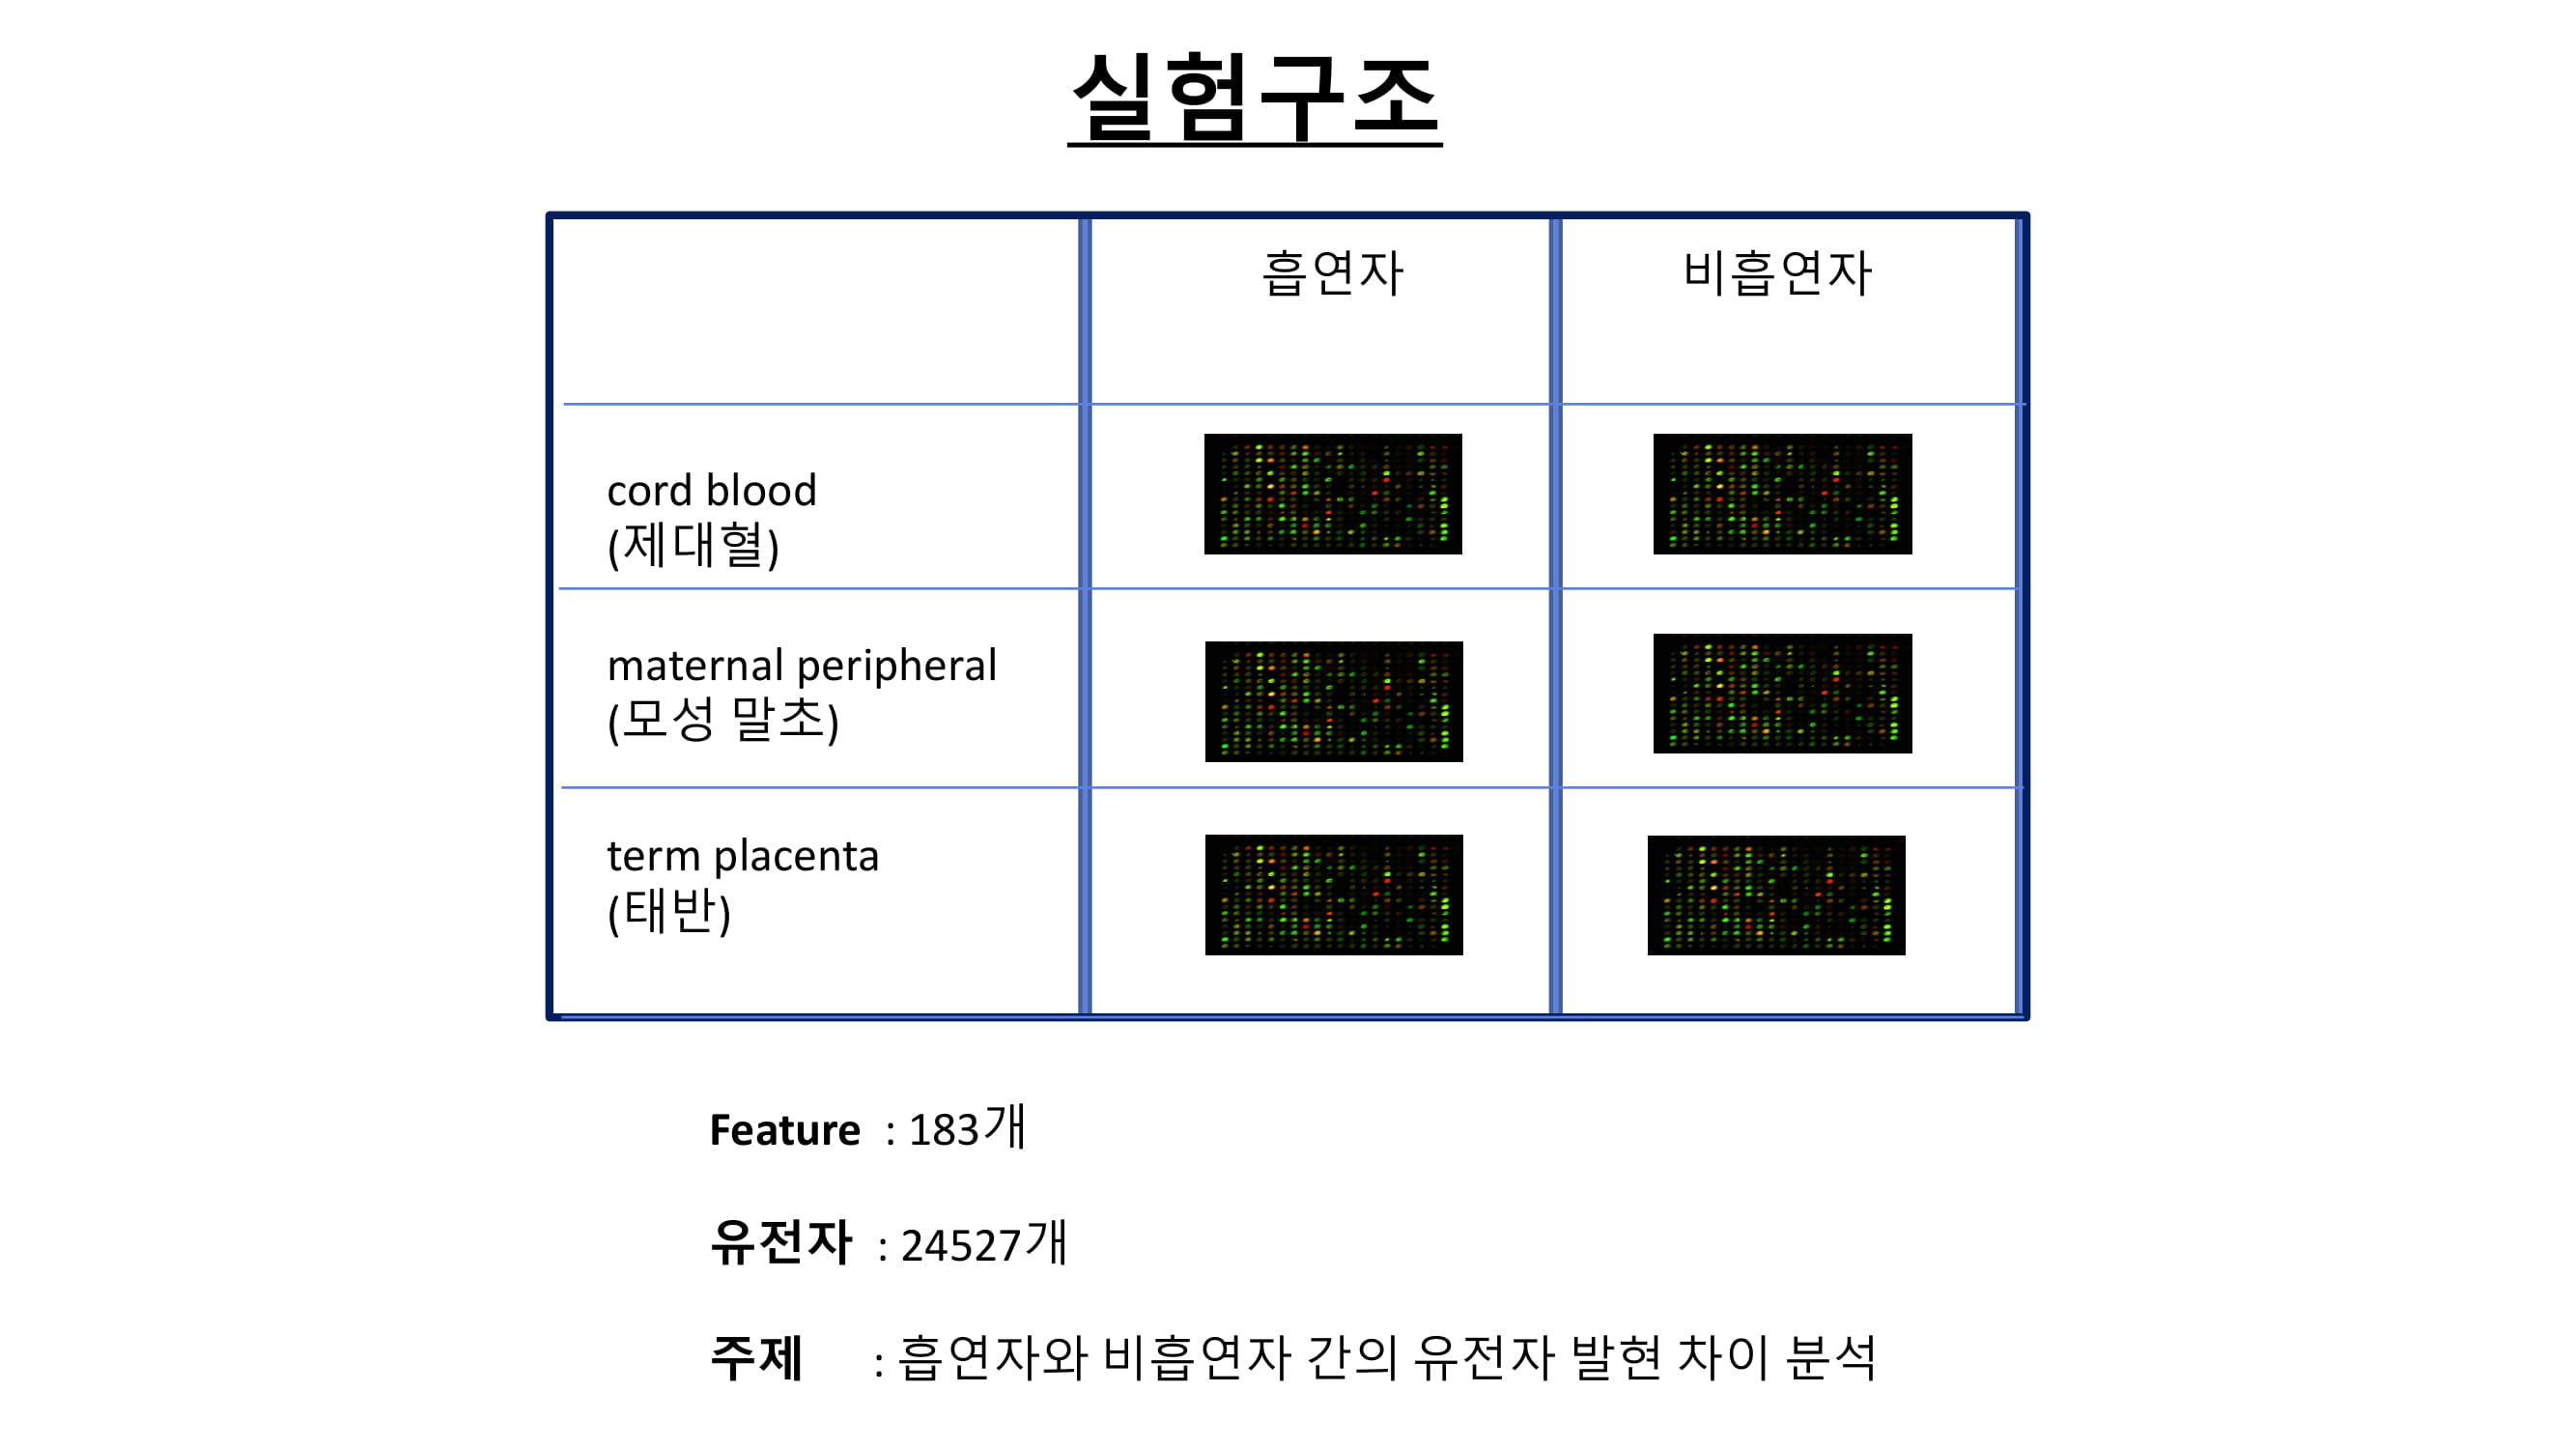 실험구조
흡연자 비흡연자
cord blood
(제대혈)
maternal peripheral
(모성 말초)
term placenta
(태반)
Feature : 183개
유전자 : 24527개
주제 : 흡연자와 비흡연자 간의 유전자 발현 차이 분석